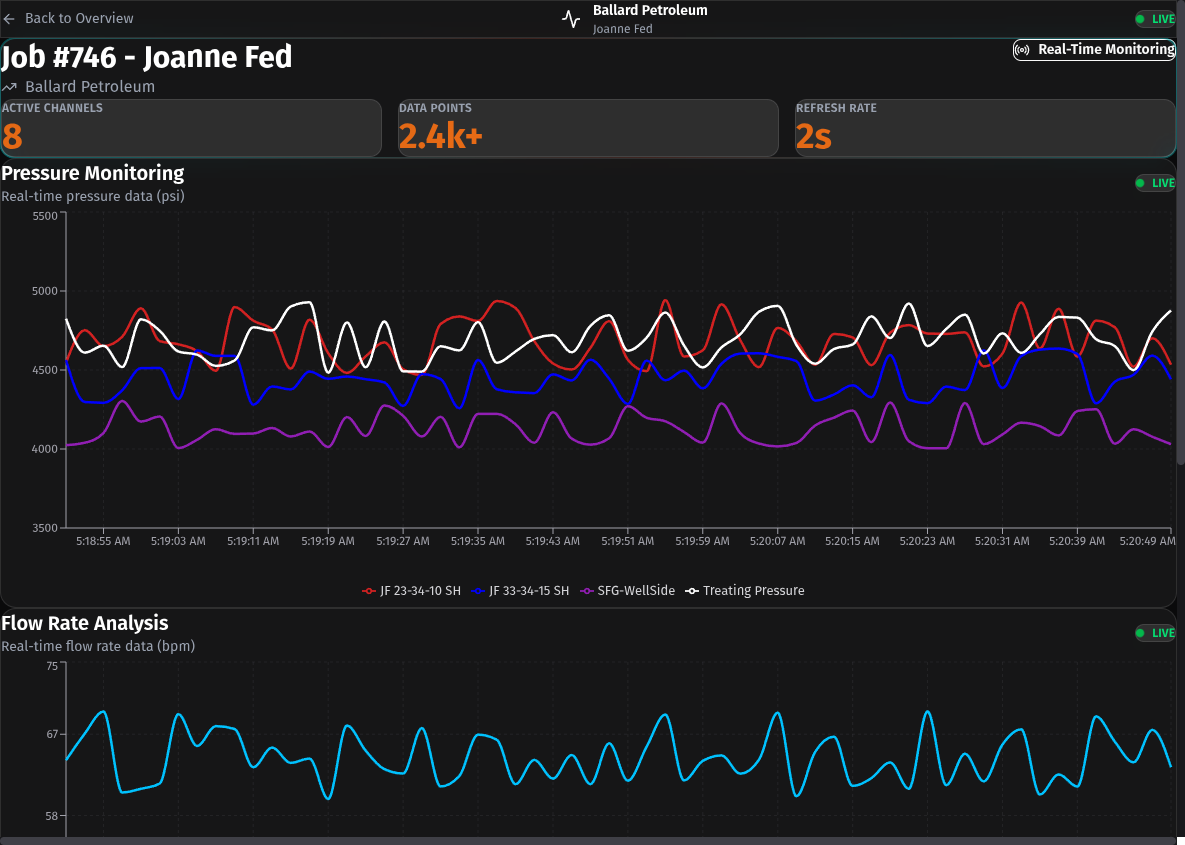 Back to Overview
Ballard Petroleum
Joanne Fed
LIVE
Job #746 - Joanne Fed
Real-Time Monitoring
Ballard Petroleum
ACTIVE CHANNELS
8
DATA POINTS
2.4k+
REFRESH RATE
2s
Pressure Monitoring
Real-time pressure data (psi)
LIVE
5500
5000
4500
4000
3500
5:18:55 AM 5:19:03 AM 5:19:11 AM 5:19:19 AM 5:19:27 AM 5:19:35 AM 5:19:43 AM 5:19:51 AM 5:19:59 AM 5:20:07 AM 5:20:15 AM 5:20:23 AM 5:20:31 AM 5:20:39 AM 5:20:49 AM
JF 23-34-10 SH JF 33-34-15 SH SFG-WellSide Treating Pressure
Flow Rate Analysis
Real-time flow rate data (bpm)
LIVE
75
67
58